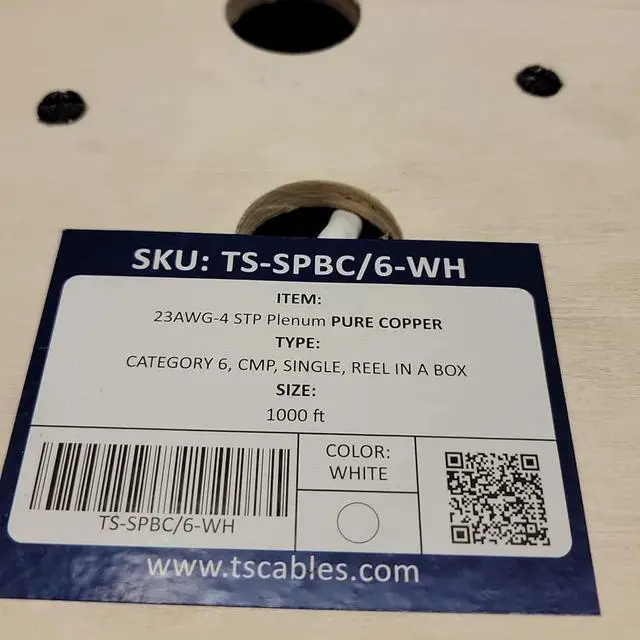 SKU: TS-SPBC/6-WH
ITEM:
23AWG-4 STP Plenum PURE COPPER
TYPE:
CATEGORY 6, CMP, SINGLE, REEL IN A BOX
SIZE:
1000 ft
TS-SPBC/6-WH
COLOR:
WHITE
www.tscables.com